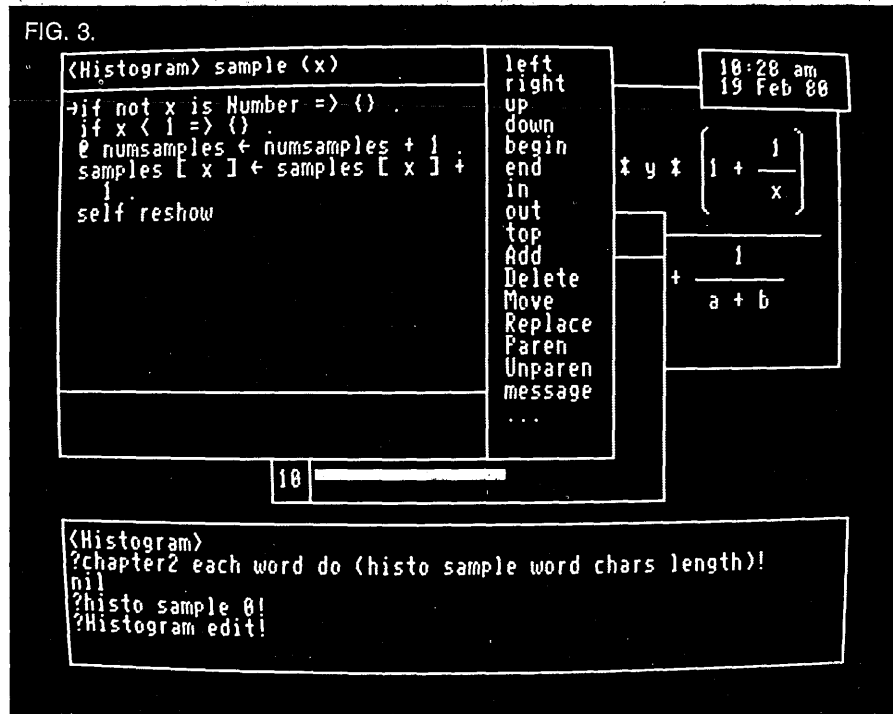 FIG. 3.
<Histogram> sample (x)
→if not x is Number => {} .
if x < 1 => {} .
@ numsamples ← numsamples + 1 .
samples [ x ] ← samples [ x ] +
1 .
self reshow
left
right
up
down
begin
end
in
out
top
Add
Delete
Move
Replace
Paren
Unparen
message
...
10:28 am
19 Feb 80
* y * (1 + 1
x)
+ 1
a + b
10
<Histogram>
?chapter2 each word do (histo sample word chars length)!
nil
?histo sample 0!
?Histogram edit!